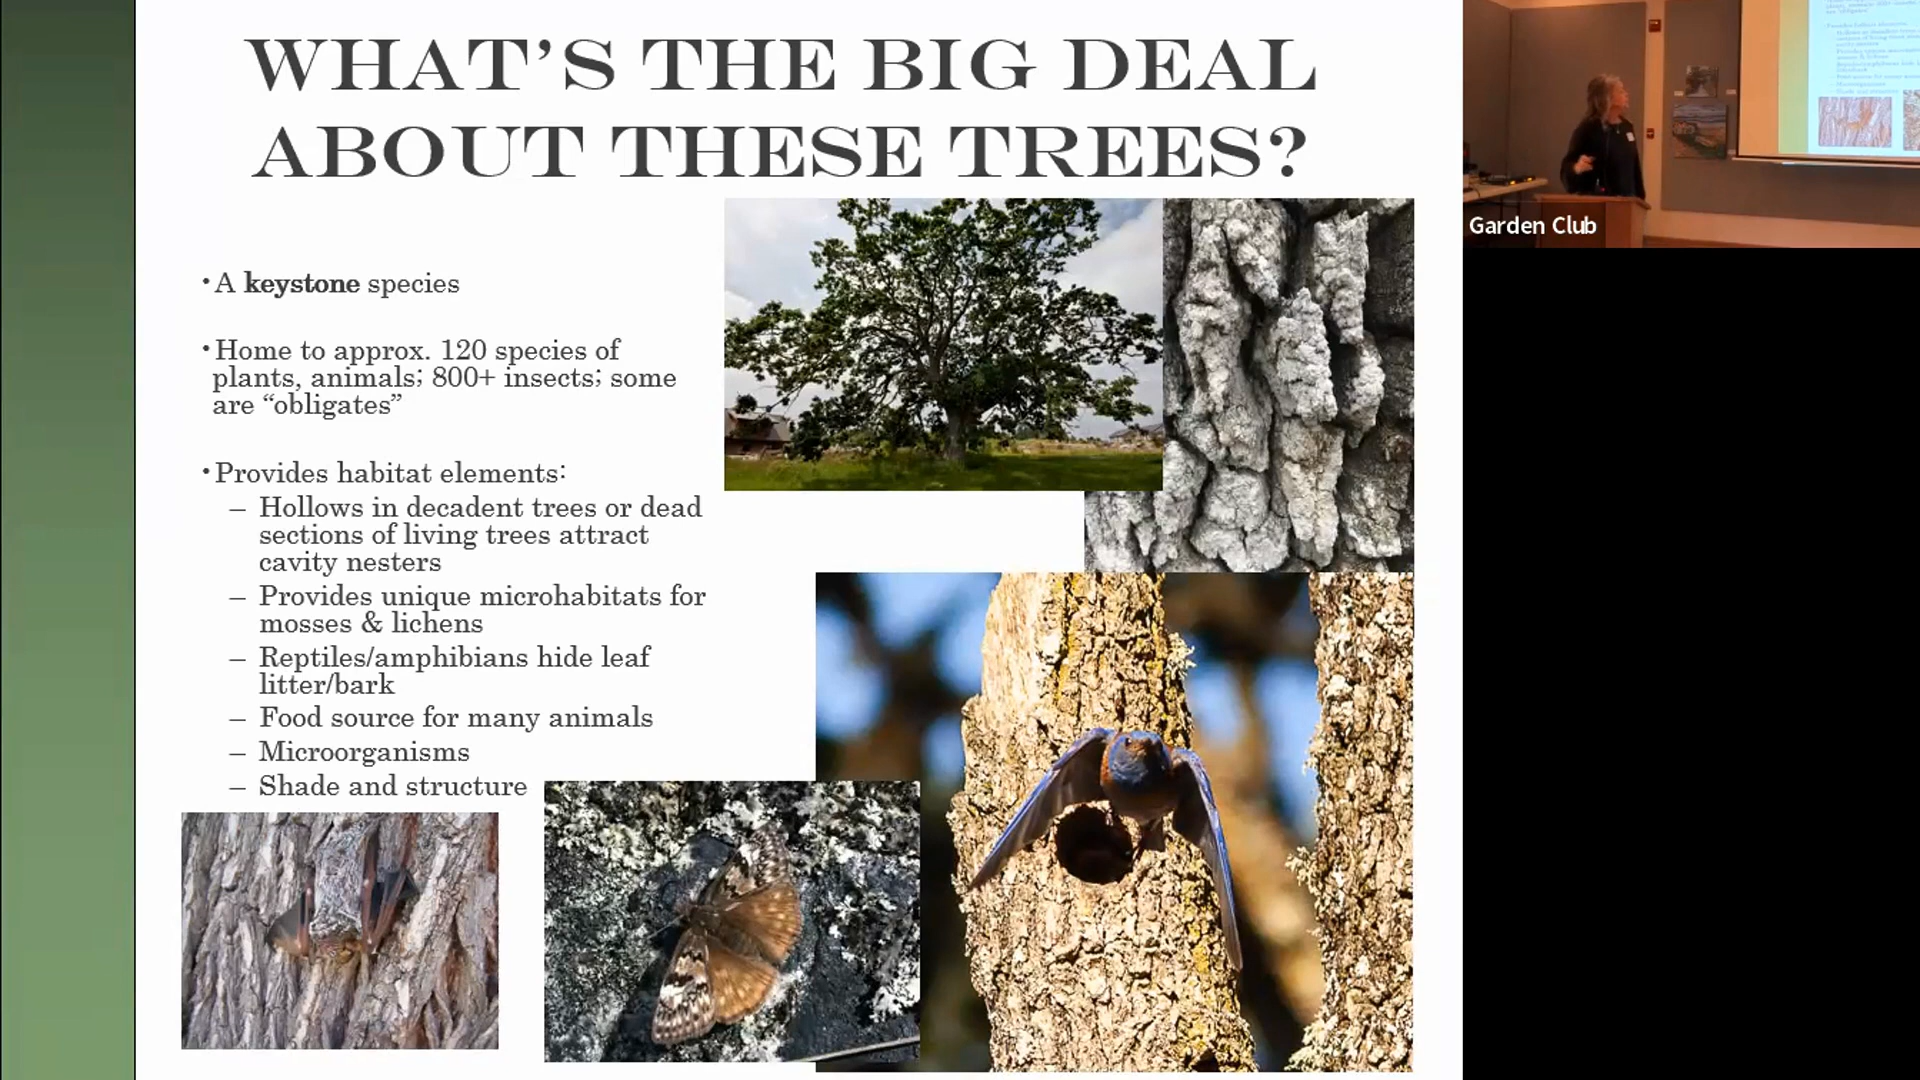 WHAT'S THE BIG DEAL
ABOUT THESE TREES?
•A keystone species
•Home to approx. 120 species of
plants, animals; 800+ insects; some
are “obligates”
•Provides habitat elements:
– Hollows in decadent trees or dead
sections of living trees attract
cavity nesters
– Provides unique microhabitats for
mosses & lichens
– Reptiles/amphibians hide leaf
litter/bark
– Food source for many animals
– Microorganisms
– Shade and structure
Garden Club